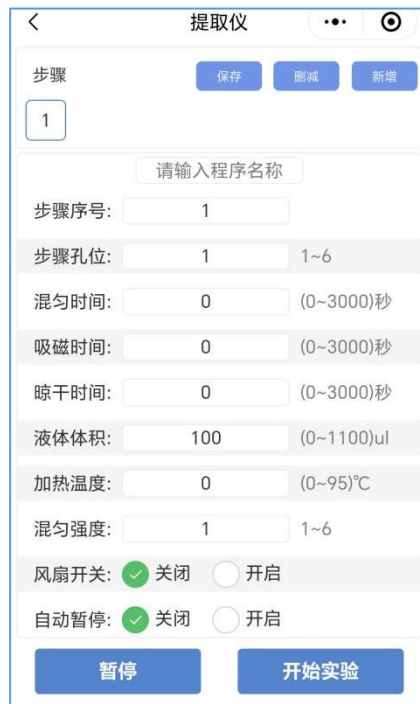 提取仪
步骤 保存 删减 新增
1
请输入程序名称
步骤序号: 1
步骤孔位: 1 1~6
混匀时间: 0 (0~3000)秒
吸磁时间: 0 (0~3000)秒
晾干时间: 0 (0~3000)秒
液体体积: 100 (0~1100)ul
加热温度: 0 (0~95)℃
混匀强度: 1 1~6
风扇开关: 关闭 开启
自动暂停: 关闭 开启
暂停 开始实验